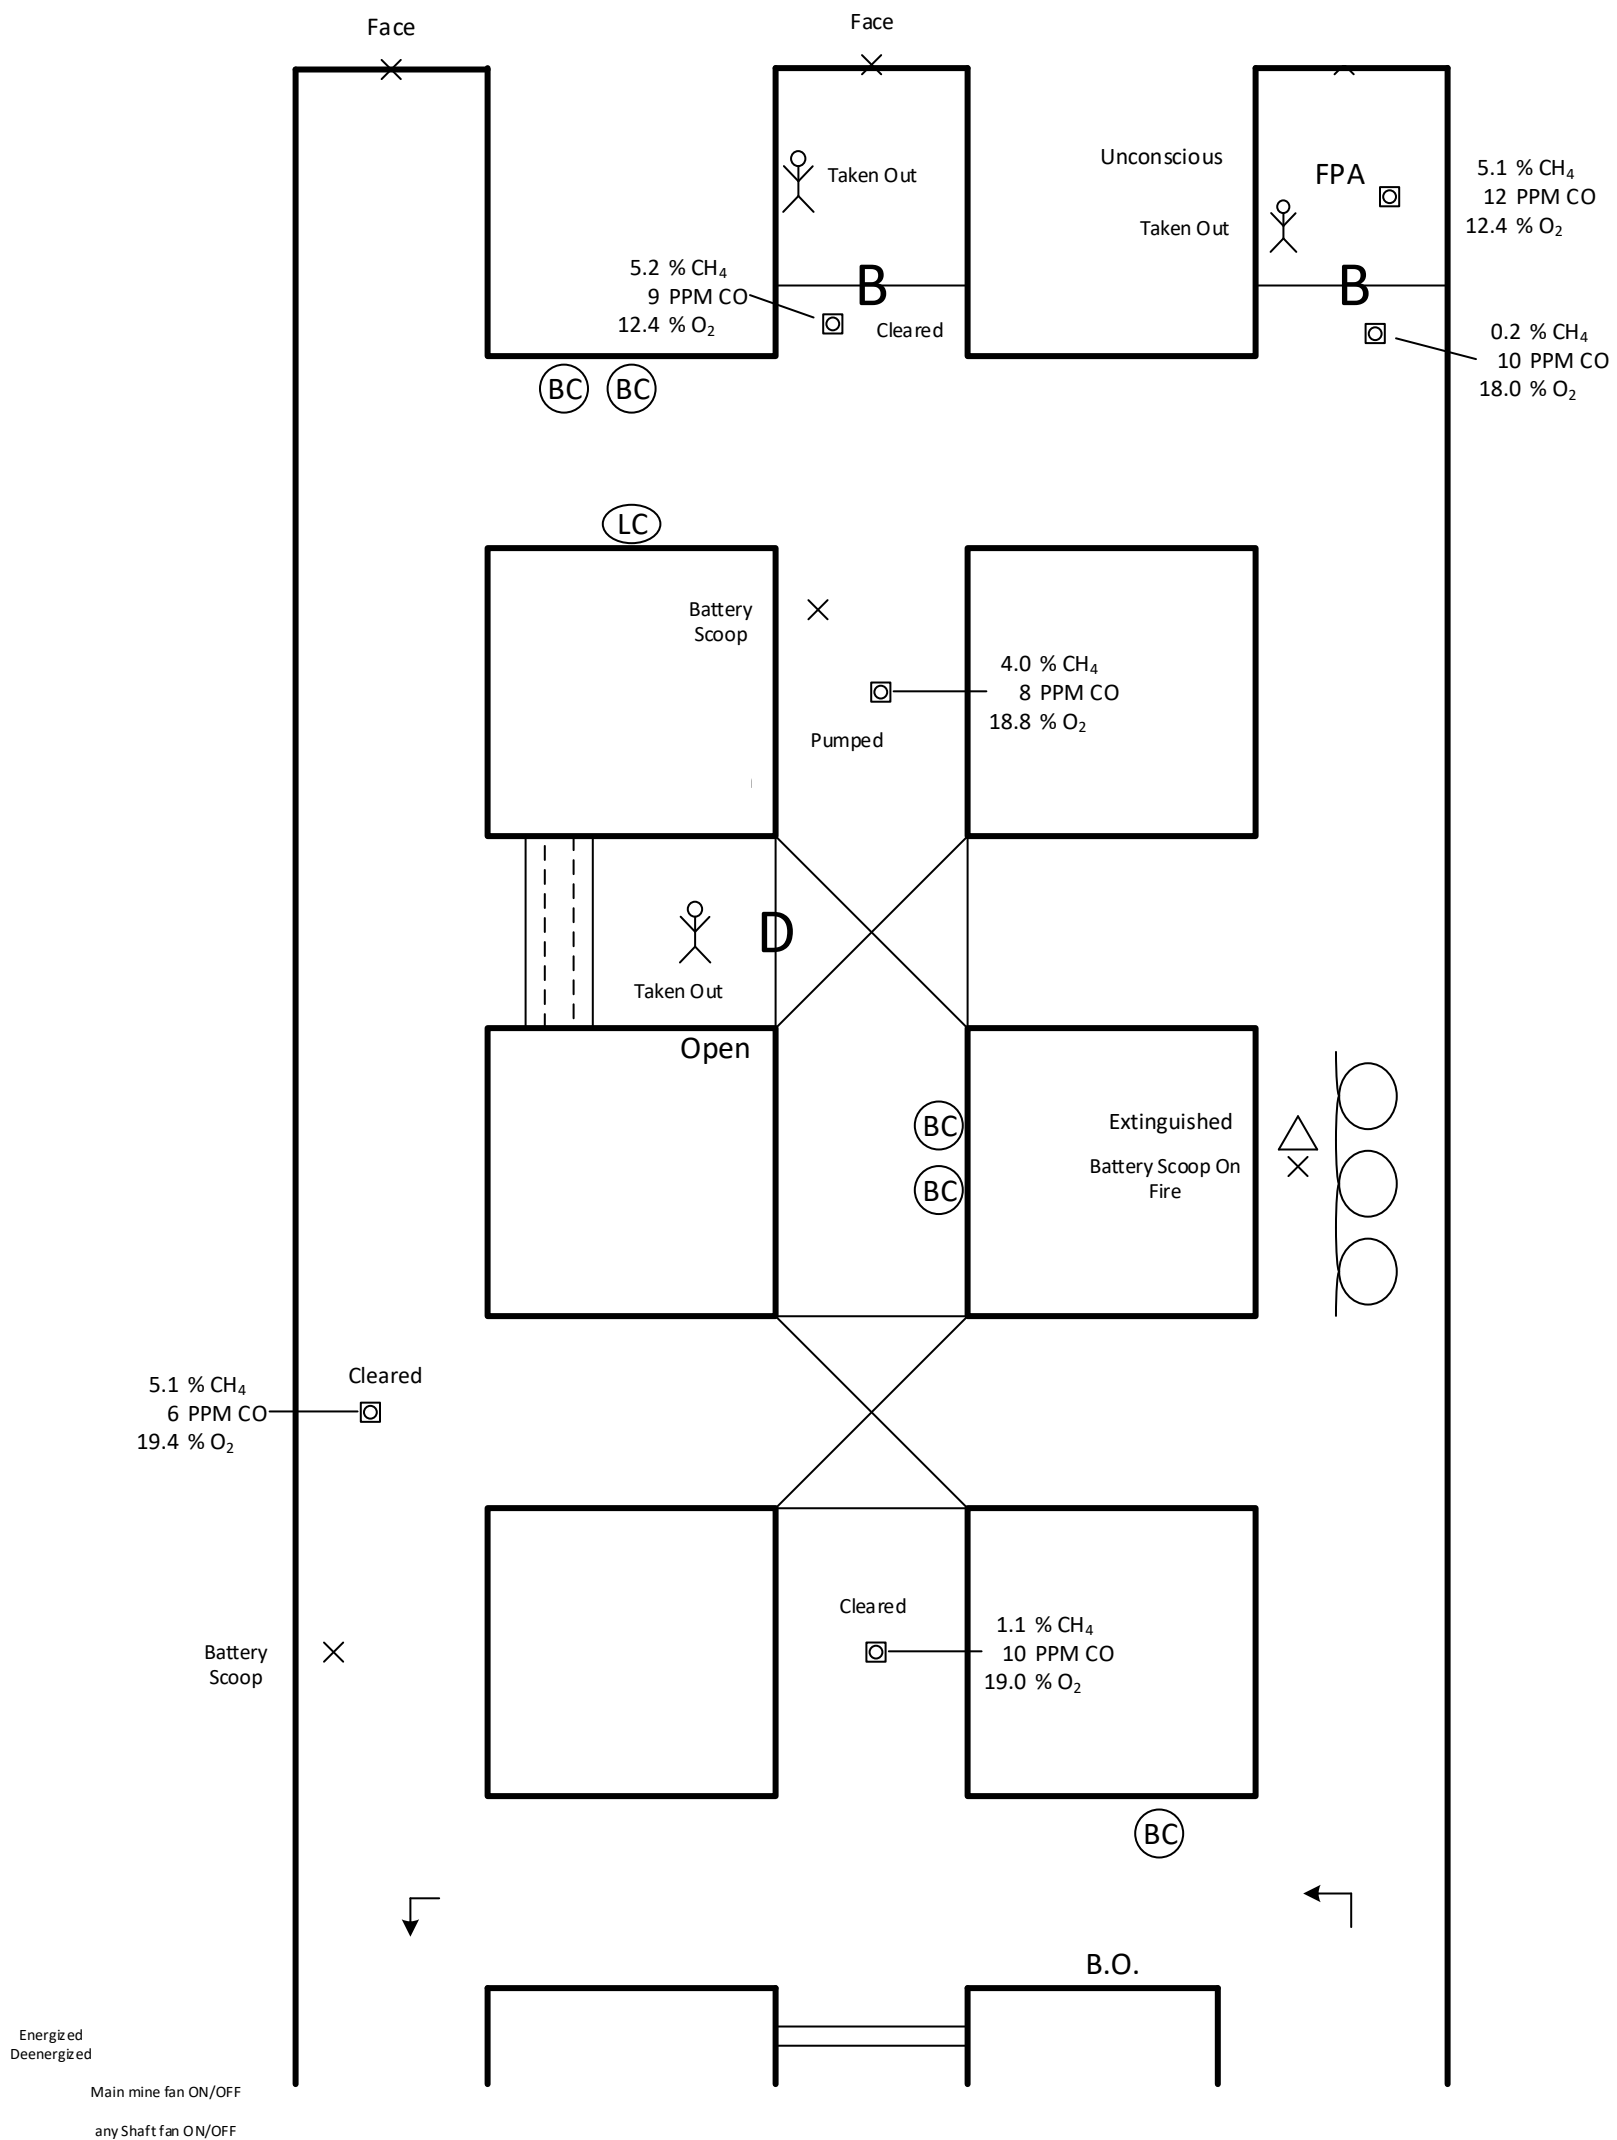 Face
Face
Unconscious
Taken Out
FPA
5.1 % CH₄
12 PPM CO
12.4 % O₂
Taken Out
5.2 % CH₄
9 PPM CO
12.4 % O₂
B
Cleared
B
0.2 % CH₄
10 PPM CO
18.0 % O₂
BC
BC
LC
Battery
Scoop
4.0 % CH₄
8 PPM CO
18.8 % O₂
Pumped
D
Taken Out
Open
BC
BC
Extinguished
Battery Scoop On
Fire
Cleared
5.1 % CH₄
6 PPM CO
19.4 % O₂
Cleared
1.1 % CH₄
10 PPM CO
19.0 % O₂
Battery
Scoop
BC
B.O.
Energized
Deenergized
Main mine fan ON/OFF
any Shaft fan ON/OFF